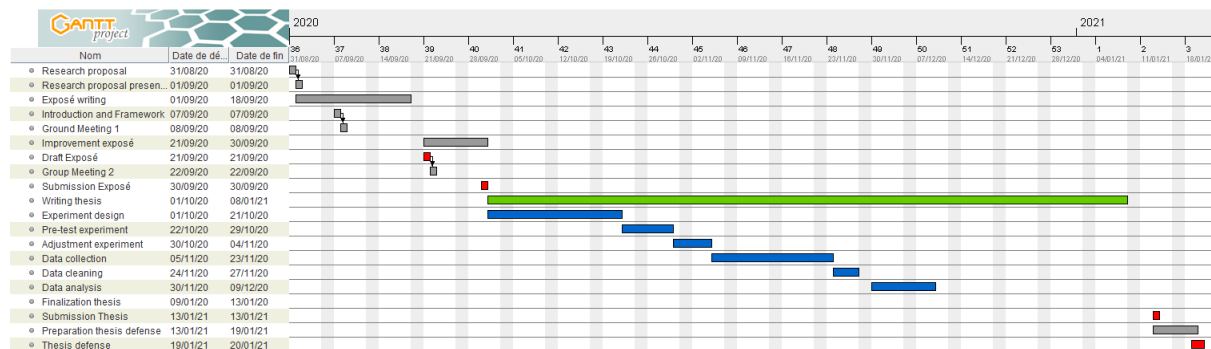 GANTT
project
2020 2021
36 37 38 39 40 41 42 43 44 45 46 47 48 49 50 51 52 53 1 2 3
Nom Date de dé... Date de fin 31/08/20 07/09/20 14/09/20 21/09/20 28/09/20 05/10/20 12/10/20 19/10/20 26/10/20 02/11/20 09/11/20 16/11/20 23/11/20 30/11/20 07/12/20 14/12/20 21/12/20 28/12/20 04/01/21 11/01/21 18/01/2
Research proposal 31/08/20 31/08/20
Research proposal presen... 01/09/20 01/09/20
Exposé writing 01/09/20 18/09/20
Introduction and Framework 07/09/20 07/09/20
Ground Meeting 1 08/09/20 08/09/20
Improvement exposé 21/09/20 30/09/20
Draft Exposé 21/09/20 21/09/20
Group Meeting 2 22/09/20 22/09/20
Submission Exposé 30/09/20 30/09/20
Writing thesis 01/10/20 08/01/21
Experiment design 01/10/20 21/10/20
Pre-test experiment 22/10/20 29/10/20
Adjustment experiment 30/10/20 04/11/20
Data collection 05/11/20 23/11/20
Data cleaning 24/11/20 27/11/20
Data analysis 30/11/20 09/12/20
Finalization thesis 09/01/20 13/01/20
Submission Thesis 13/01/21 13/01/21
Preparation thesis defense 13/01/21 19/01/21
Thesis defense 19/01/21 20/01/21